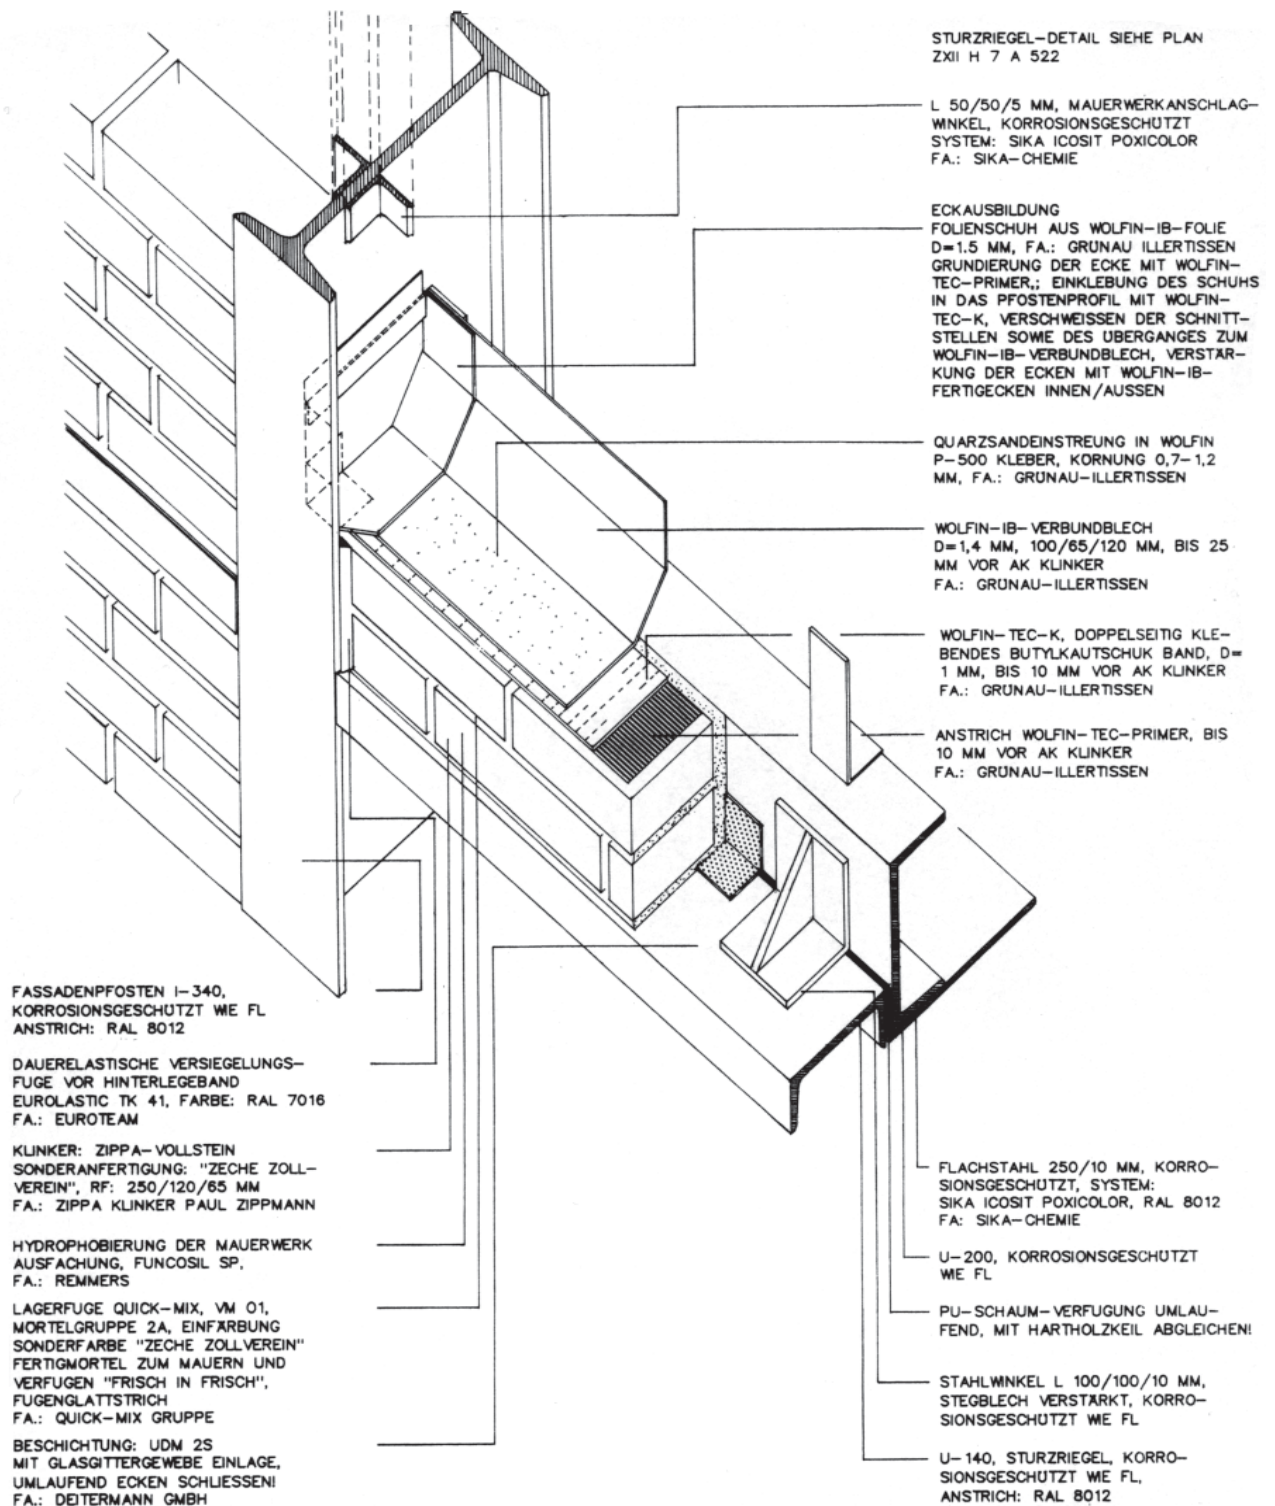 STURZRIEGEL-DETAIL SIEHE PLAN
ZXII H 7 A 522
L 50/50/5 MM, MAUERWERKANSCHLAG-
WINKEL, KORROSIONSGESCHÜTZT
SYSTEM: SIKA ICOSIT POXICOLOR
FA.: SIKA-CHEMIE
ECKAUSBILDUNG
FOLIENSCHUH AUS WOLFIN-IB-FOLIE
D=1.5 MM, FA.: GRÜNAU ILLERTISSEN
GRUNDIERUNG DER ECKE MIT WOLFIN-
TEC-PRIMER,; EINKLEBUNG DES SCHUHS
IN DAS PFOSTENPROFIL MIT WOLFIN-
TEC-K, VERSCHWEISSEN DER SCHNITT-
STELLEN SOWIE DES ÜBERGANGES ZUM
WOLFIN-IB-VERBUNDBLECH, VERSTÄR-
KUNG DER ECKEN MIT WOLFIN-IB-
FERTIGECKEN INNEN/AUSSEN
QUARZSANDEINSTREUNG IN WOLFIN
P-500 KLEBER, KÖRNUNG 0,7-1,2
MM, FA.: GRÜNAU-ILLERTISSEN
WOLFIN-IB-VERBUNDBLECH
D=1,4 MM, 100/65/120 MM, BIS 25
MM VOR AK KLINKER
FA.: GRÜNAU-ILLERTISSEN
WOLFIN-TEC-K, DOPPELSEITIG KLE-
BENDES BUTYLKAUTSCHUK BAND, D=
1 MM, BIS 10 MM VOR AK KLINKER
FA.: GRÜNAU-ILLERTISSEN
ANSTRICH WOLFIN-TEC-PRIMER, BIS
10 MM VOR AK KLINKER
FA.: GRÜNAU-ILLERTISSEN
FASSADENPFOSTEN I-340,
KORROSIONSGESCHÜTZT WIE FL
ANSTRICH: RAL 8012
DAUERELASTISCHE VERSIEGELUNGS-
FUGE VOR HINTERLEGEBAND
EUROLASTIC TK 41, FARBE: RAL 7016
FA.: EUROTEAM
KLINKER: ZIPPA-VOLLSTEIN
SONDERANFERTIGUNG: "ZECHE ZOLL-
VEREIN", RF: 250/120/65 MM
FA.: ZIPPA KLINKER PAUL ZIPPMANN
HYDROPHOBIERUNG DER MAUERWERK
AUSFACHUNG, FUNCOSIL SP,
FA.: REMMERS
LAGERFUGE QUICK-MIX, VM 01,
MÖRTELGRUPPE 2A, EINFÄRBUNG
SONDERFARBE "ZECHE ZOLLVEREIN"
FERTIGMÖRTEL ZUM MAUERN UND
VERFUGEN "FRISCH IN FRISCH",
FUGENGLATTSTRICH
FA.: QUICK-MIX GRUPPE
BESCHICHTUNG: UDM 2S
MIT GLASGITTERGEWEBE EINLAGE,
UMLAUFEND ECKEN SCHLIESSEN!
FA.: DEITERMANN GMBH
FLACHSTAHL 250/10 MM, KORRO-
SIONSGESCHÜTZT, SYSTEM:
SIKA ICOSIT POXICOLOR, RAL 8012
FA: SIKA-CHEMIE
U-200, KORROSIONSGESCHÜTZT
WIE FL
PU-SCHAUM-VERFUGUNG UMLAU-
FEND, MIT HARTHOLZKEIL ABGLEICHEN!
STAHLWINKEL L 100/100/10 MM,
STEGBLECH VERSTÄRKT, KORRO-
SIONSGESCHÜTZT WIE FL
U-140, STURZRIEGEL, KORRO-
SIONSGESCHÜTZT WIE FL,
ANSTRICH: RAL 8012